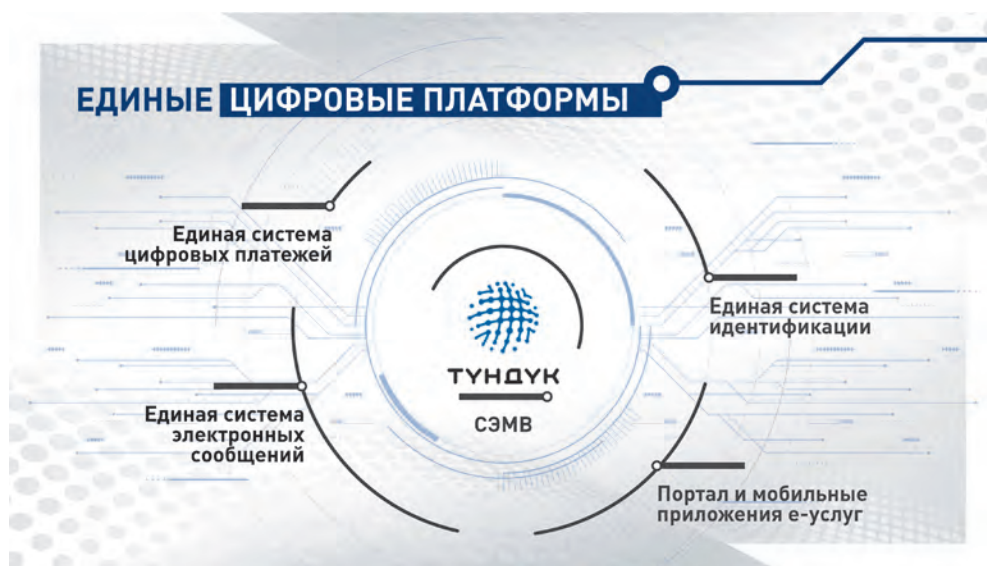 ЕДИНЫЕ ЦИФРОВЫЕ ПЛАТФОРМЫ
Единая система
цифровых платежей
Единая система
идентификации
ТҮНДҮК
СЭМВ
Единая система
электронных
сообщений
Портал и мобильные
приложения е-услуг